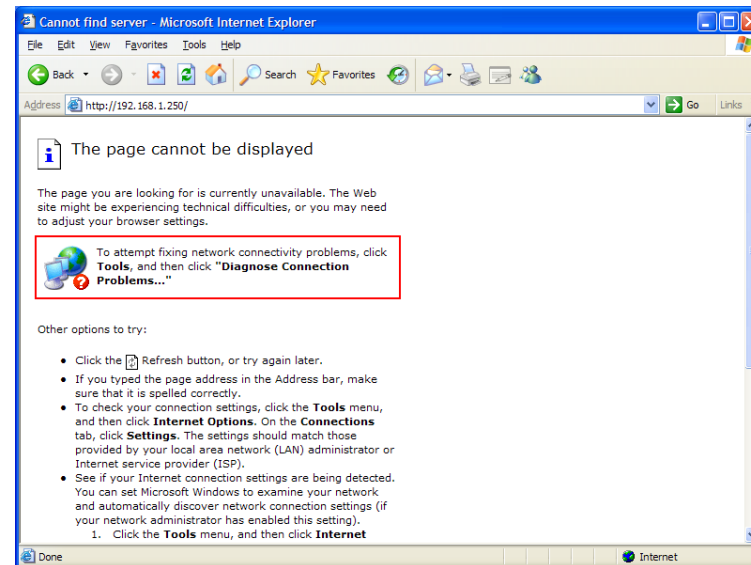 Cannot find server - Microsoft Internet Explorer
File Edit View Favorites Tools Help
Back Search Favorites
Address http://192.168.1.250/ Go Links
The page cannot be displayed
The page you are looking for is currently unavailable. The Web
site might be experiencing technical difficulties, or you may need
to adjust your browser settings.
To attempt fixing network connectivity problems, click
Tools, and then click "Diagnose Connection
Problems..."
Other options to try:
• Click the Refresh button, or try again later.
• If you typed the page address in the Address bar, make
sure that it is spelled correctly.
• To check your connection settings, click the Tools menu,
and then click Internet Options. On the Connections
tab, click Settings. The settings should match those
provided by your local area network (LAN) administrator or
Internet service provider (ISP).
• See if your Internet connection settings are being detected.
You can set Microsoft Windows to examine your network
and automatically discover network connection settings (if
your network administrator has enabled this setting).
1. Click the Tools menu, and then click Internet
Done Internet